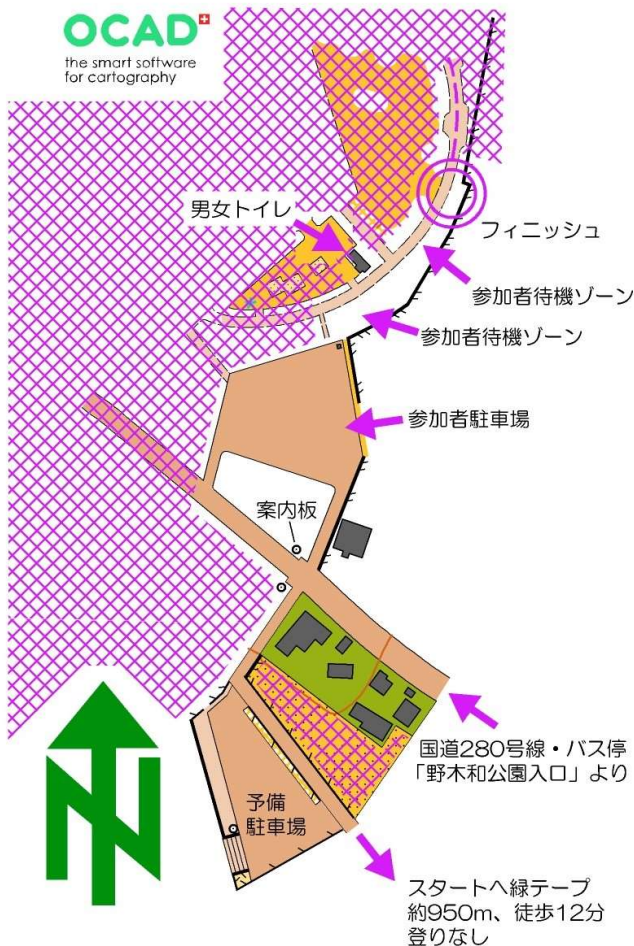 OCAD
the smart software
for cartography
男女トイレ
フィニッシュ
参加者待機ゾーン
参加者待機ゾーン
参加者駐車場
案内板
国道280号線・バス停
「野木和公園入口」より
予備
駐車場
スタートへ緑テープ
約950m、徒歩12分
登りなし